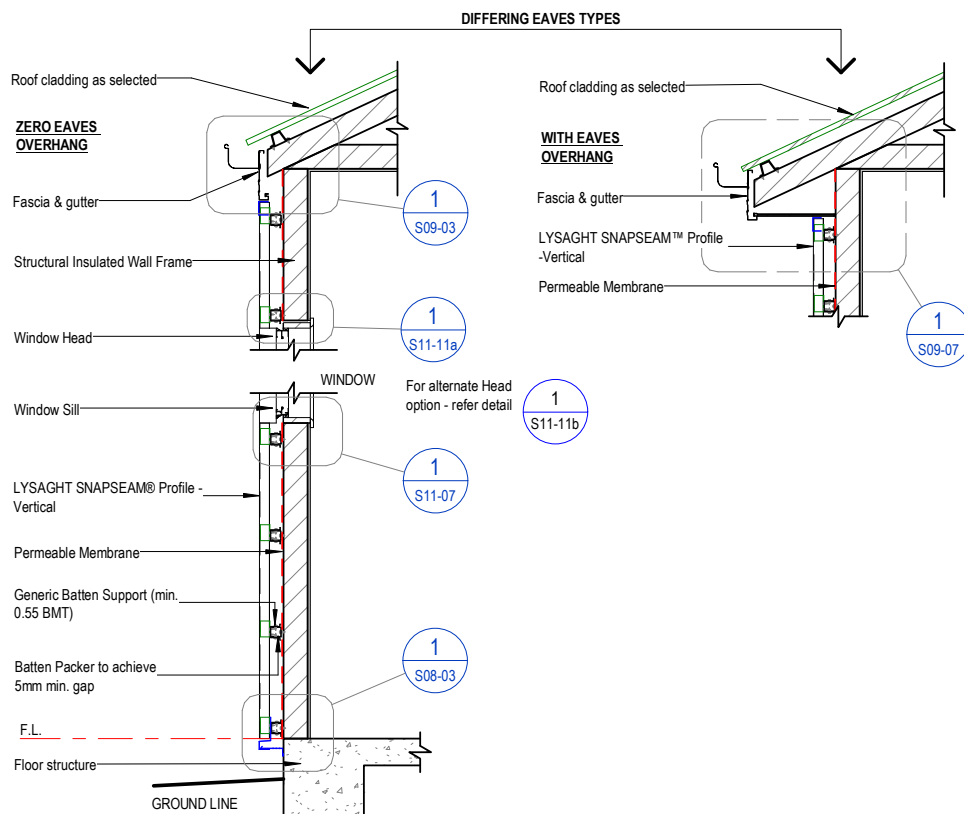 DIFFERING EAVES TYPES
Roof cladding as selected
ZERO EAVES
OVERHANG
Fascia & gutter
1
S09-03
Structural Insulated Wall Frame
1
S11-11a
Window Head
WINDOW
For alternate Head
option - refer detail
1
S11-11b
Window Sill
1
S11-07
LYSAGHT SNAPSEAM® Profile -
Vertical
Permeable Membrane
Generic Batten Support (min.
0.55 BMT)
Batten Packer to achieve
5mm min. gap
1
S08-03
F.L.
Floor structure
GROUND LINE
Roof cladding as selected
WITH EAVES
OVERHANG
Fascia & gutter
LYSAGHT SNAPSEAM™ Profile
-Vertical
Permeable Membrane
1
S09-07